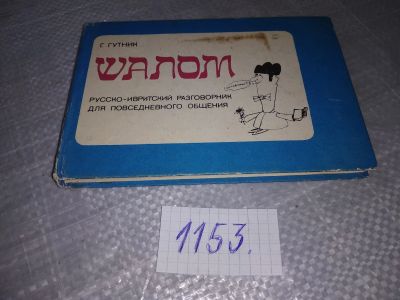 Г. ГУТНИК
ШАЛОМ
РУССКО-ИВРИТСКИЙ РАЗГОВОРНИК
ДЛЯ ПОВСЕДНЕВНОГО ОБЩЕНИЯ
1153.